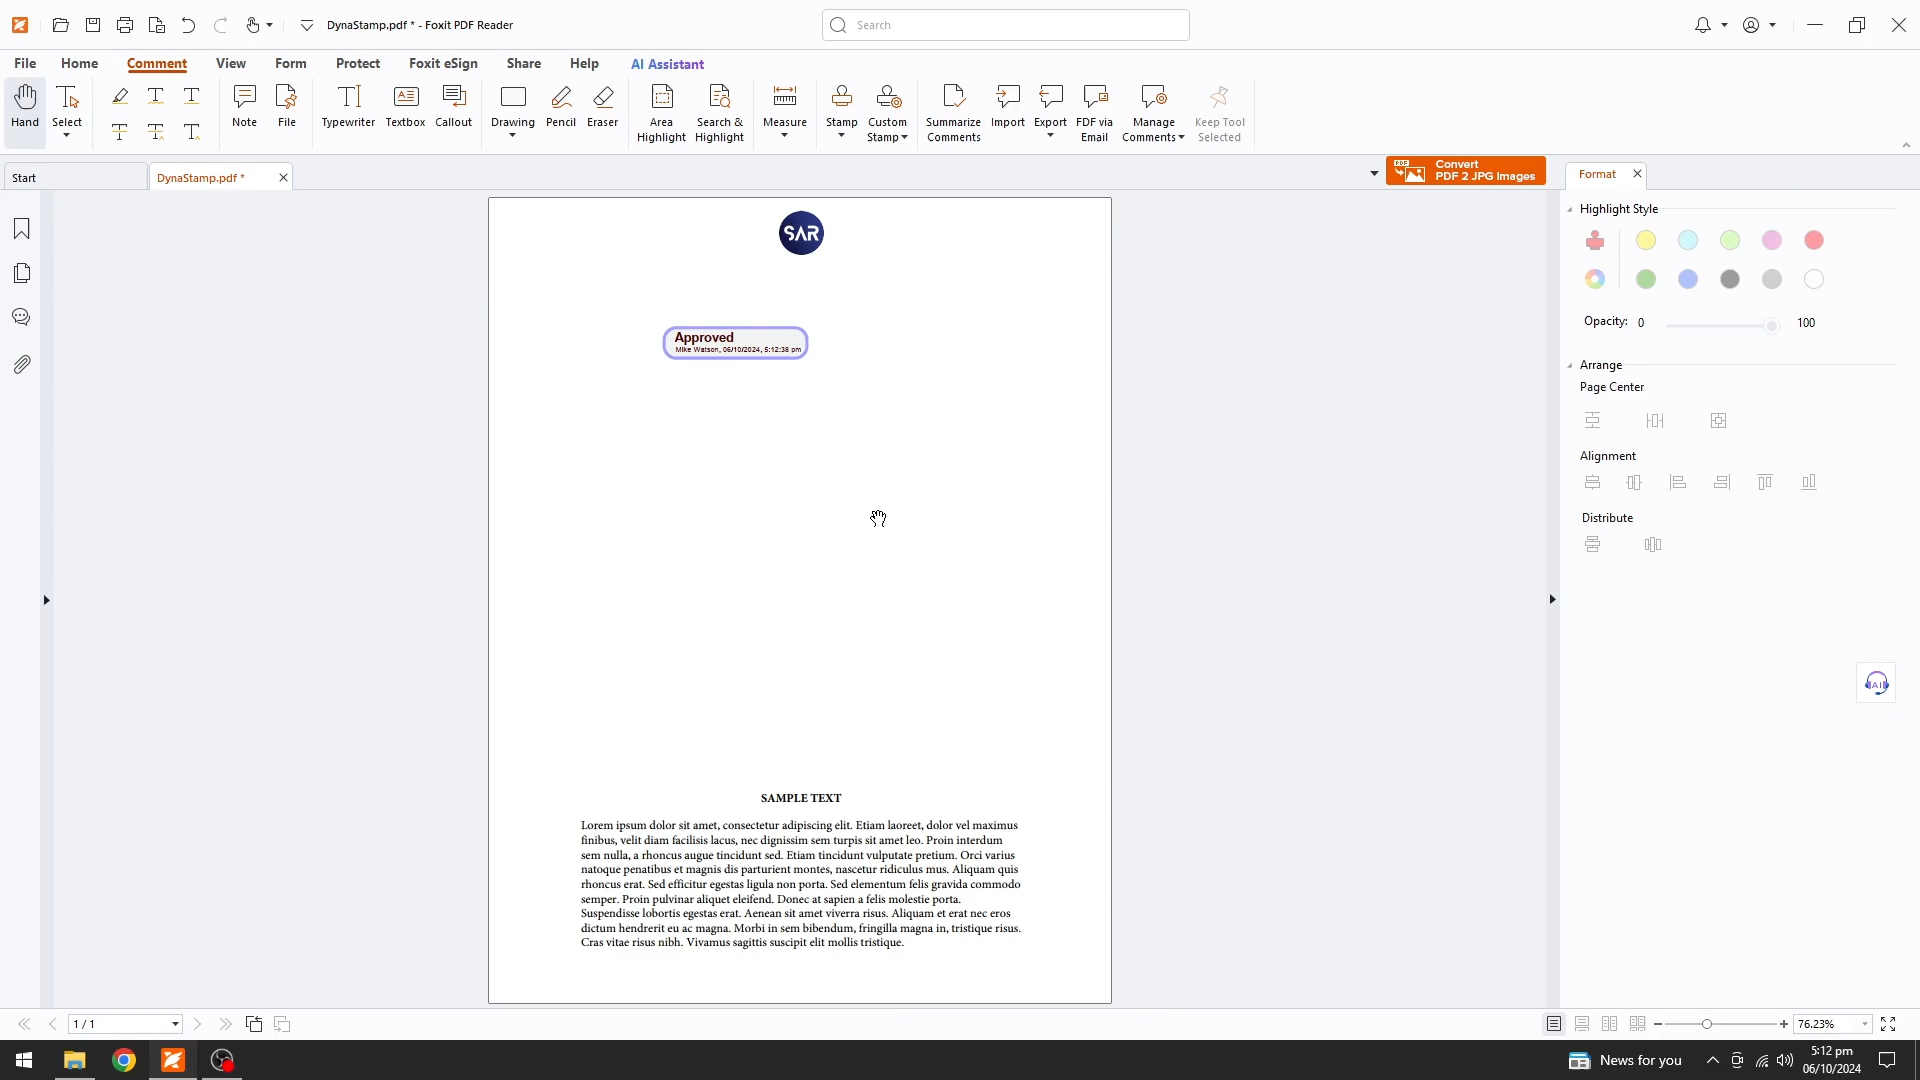 DynaStamp.pdf * - Foxit PDF Reader
Search
File
Home
Comment
View
Form
Protect
Foxit eSign
Share
Help
AI Assistant
Hand
Select
Note
File
Typewriter
Textbox
Callout
Drawing
Pencil
Eraser
Area
Highlight
Search &
Highlight
Measure
Stamp
Custom
Stamp
Summarize
Comments
Import
Export
FDF via
Email
Manage
Comments
Keep Tool
Selected
Start
DynaStamp.pdf *
PDF
Convert
PDF 2 JPG Images
Format
SAR
Approved
Mike Watson, 06/10/2024, 5:12:38 pm
SAMPLE TEXT
Lorem ipsum dolor sit amet, consectetur adipiscing elit. Etiam laoreet, dolor vel maximus
finibus, velit diam facilisis lacus, nec dignissim sem turpis sit amet leo. Proin interdum
sem nulla, a rhoncus augue tincidunt sed. Etiam tincidunt vulputate pretium. Orci varius
natoque penatibus et magnis dis parturient montes, nascetur ridiculus mus. Aliquam quis
rhoncus erat. Sed efficitur egestas ligula non porta. Sed elementum felis gravida commodo
semper. Proin pulvinar aliquet eleifend. Donec at sapien a felis molestie porta.
Suspendisse lobortis egestas erat. Aenean sit amet viverra risus. Aliquam et erat nec eros
dictum hendrerit eu ac magna. Morbi in sem bibendum, fringilla magna in, tristique risus.
Cras vitae risus nibh. Vivamus sagittis suscipit elit mollis tristique.
Highlight Style
Opacity: 0 100
Arrange
Page Center
Alignment
Distribute
AI
1 / 1
76.23%
News for you
5:12 pm
06/10/2024